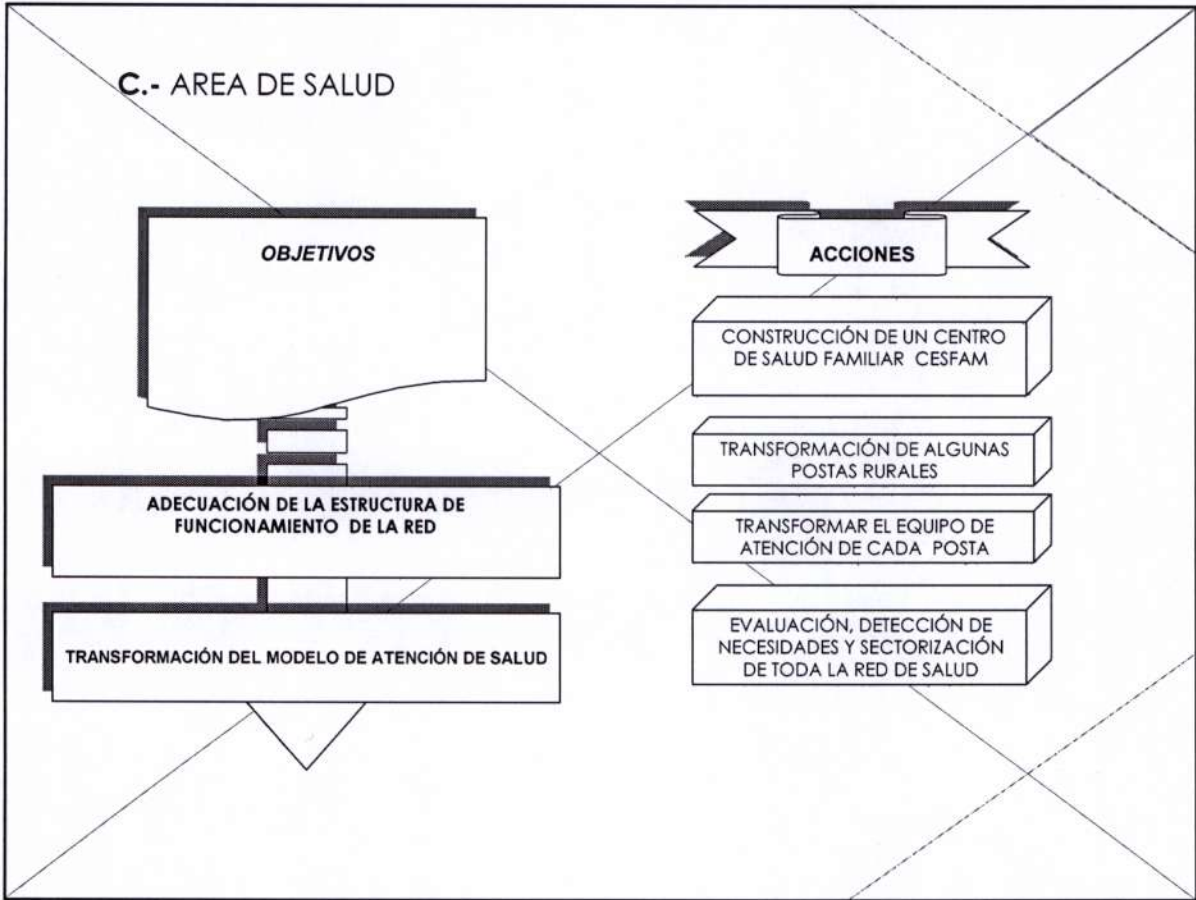 C.- AREA DE SALUD
OBJETIVOS
ADECUACIÓN DE LA ESTRUCTURA DE
FUNCIONAMIENTO DE LA RED
TRANSFORMACIÓN DEL MODELO DE ATENCIÓN DE SALUD
ACCIONES
CONSTRUCCIÓN DE UN CENTRO
DE SALUD FAMILIAR CESFAM
TRANSFORMACIÓN DE ALGUNAS
POSTAS RURALES
TRANSFORMAR EL EQUIPO DE
ATENCIÓN DE CADA POSTA
EVALUACIÓN, DETECCIÓN DE
NECESIDADES Y SECTORIZACIÓN
DE TODA LA RED DE SALUD